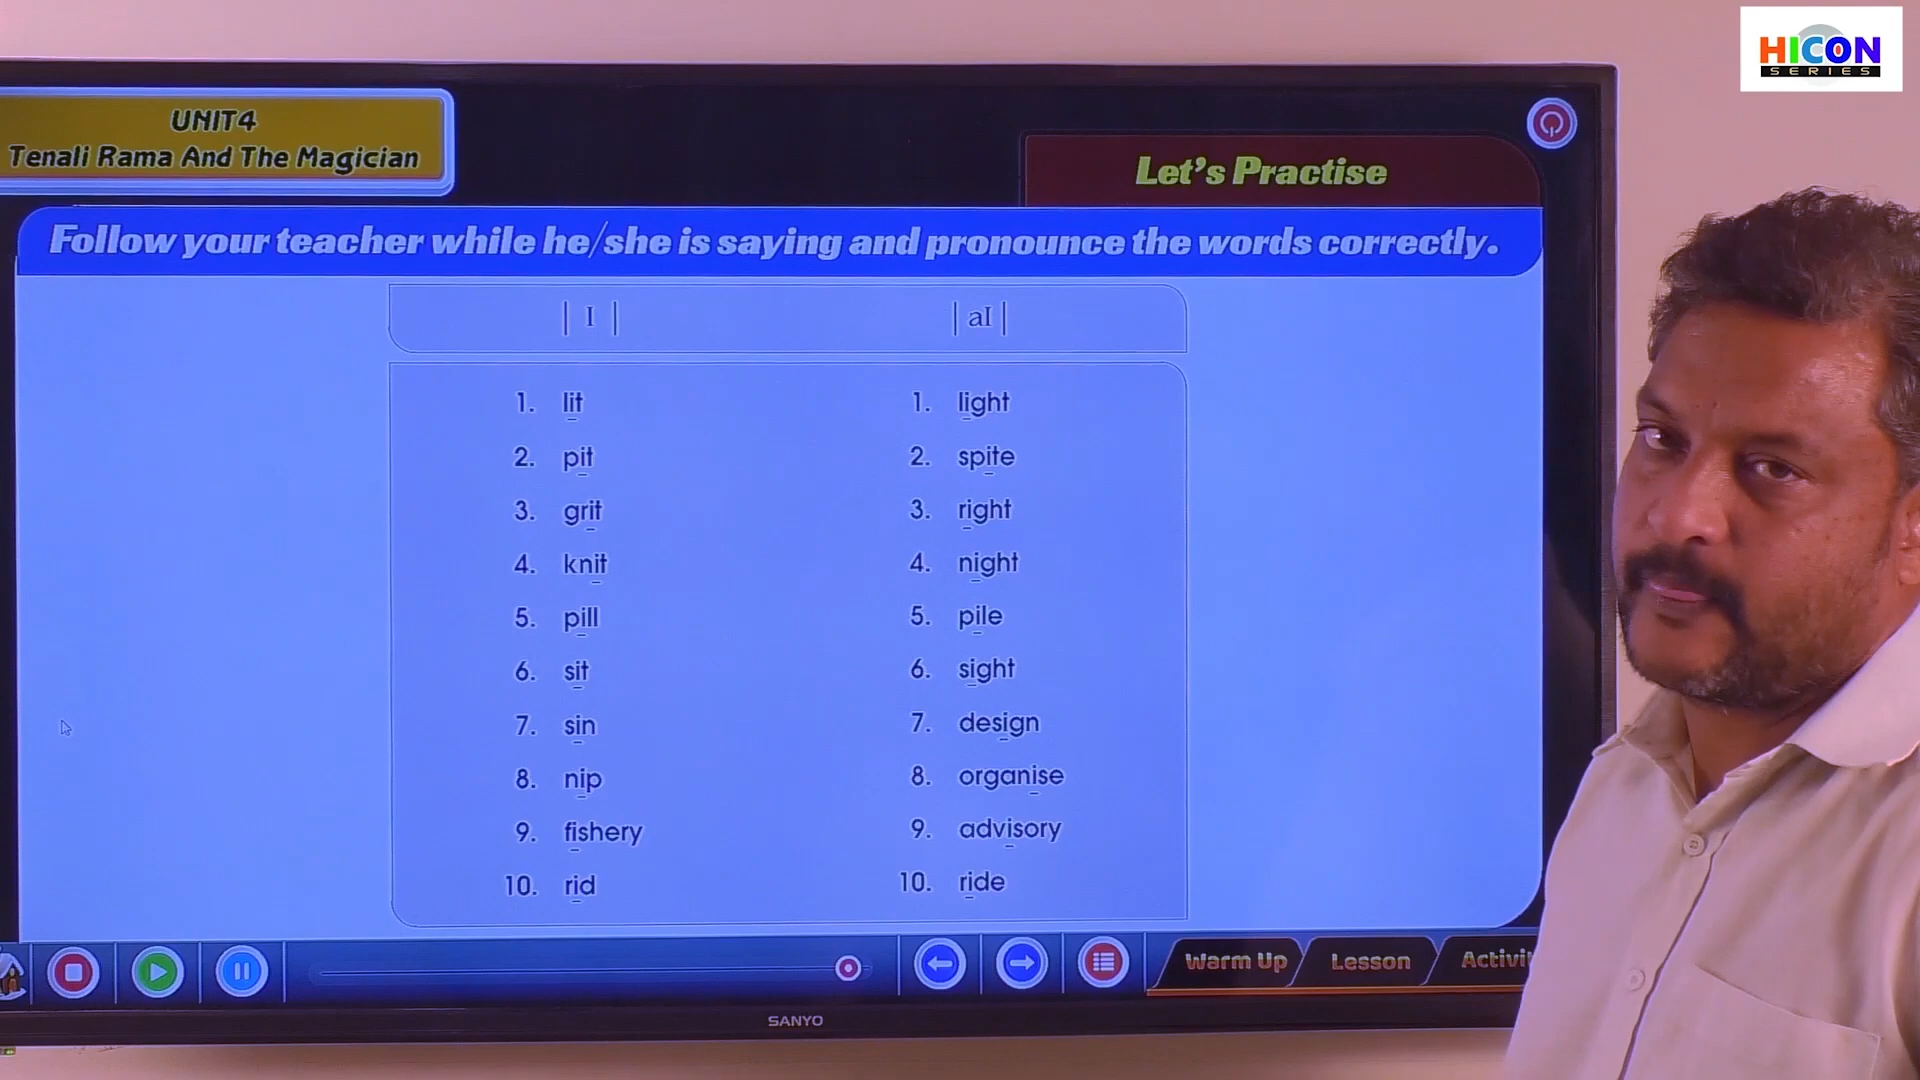 HICON
SERIES
UNIT4
Tenali Rama And The Magician
Let's Practise
Follow your teacher while he/she is saying and pronounce the words correctly.
| I | | aI |
1. lit 1. light
2. pit 2. spite
3. grit 3. right
4. knit 4. night
5. pill 5. pile
6. sit 6. sight
7. sin 7. design
8. nip 8. organise
9. fishery 9. advisory
10. rid 10. ride
Warm Up Lesson Activi
SANYO